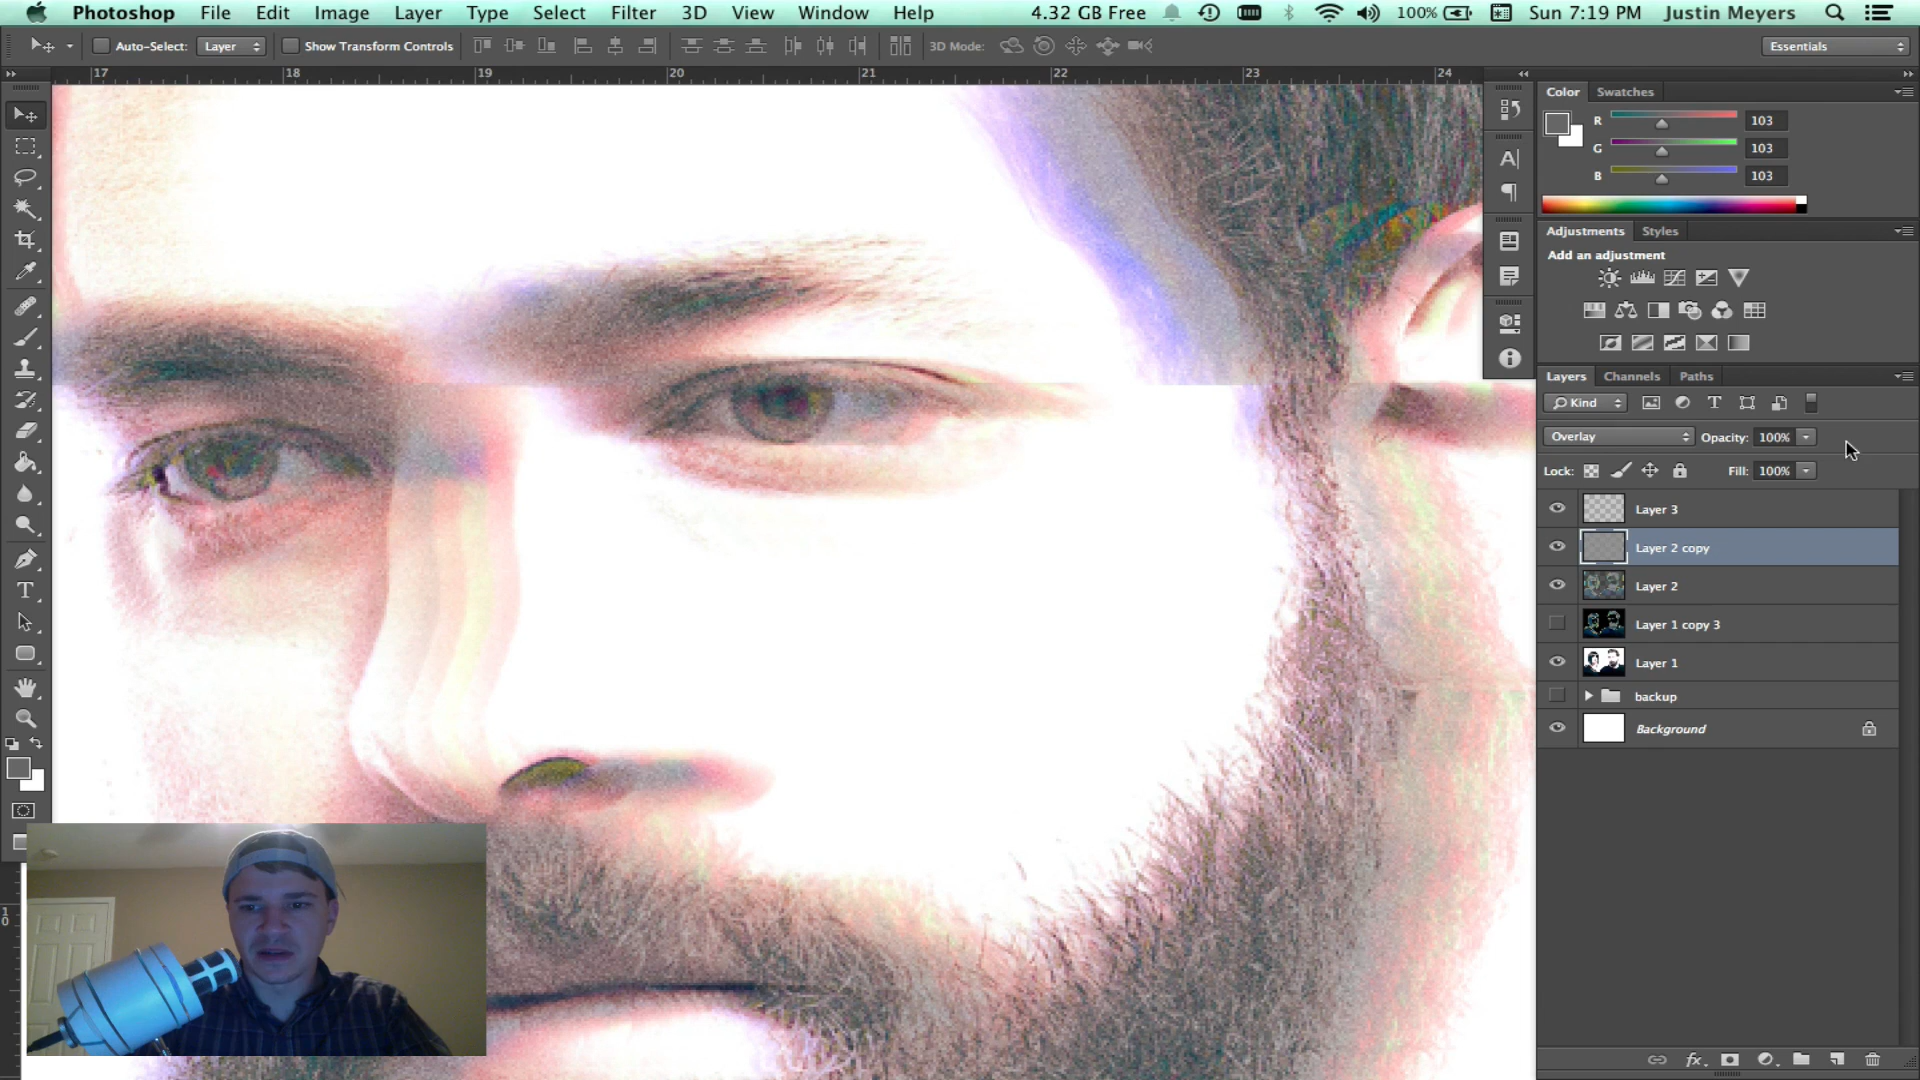 Photoshop File Edit Image Layer Type Select Filter 3D View Window Help 4.32 GB Free 100% Sun 7:19 PM Justin Meyers
Auto-Select: Layer Show Transform Controls 3D Mode: Essentials
17 18 19 20 21 22 23 24
Color Swatches
R 103
G 103
B 103
Adjustments Styles
Add an adjustment
Layers Channels Paths
Kind
Overlay Opacity: 100%
Lock: Fill: 100%
Layer 3
Layer 2 copy
Layer 2
Layer 1 copy 3
Layer 1
backup
Background
10